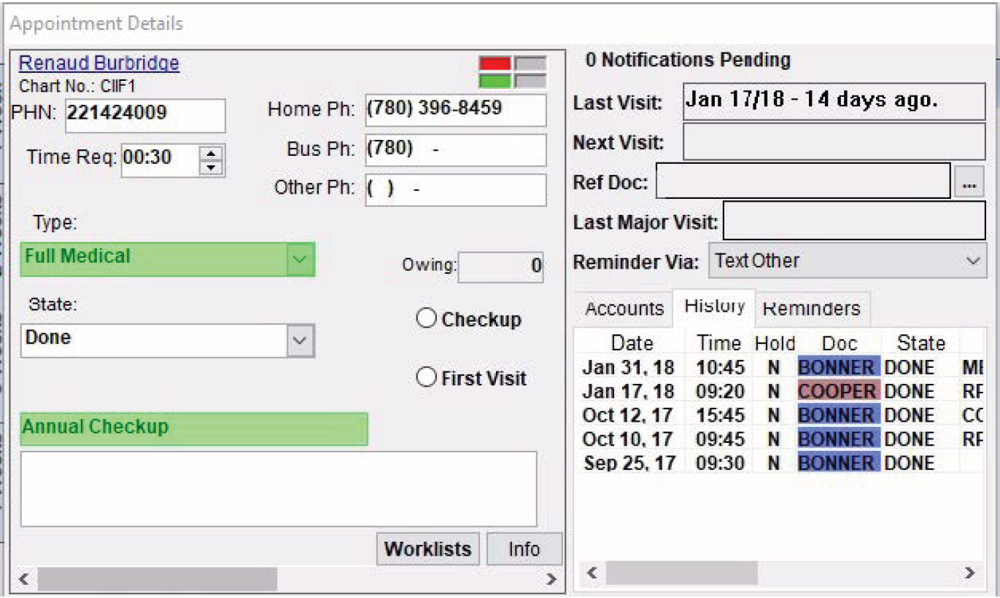 Appointment Details
Renaud Burbridge
Chart No.: CIIF1
PHN: 221424009
Home Ph: (780) 396-8459
Time Req: 00:30
Bus Ph: (780) -
Other Ph: ( ) -
Type:
Full Medical
Owing: 0
State:
Done
Checkup
First Visit
Annual Checkup
Worklists Info
0 Notifications Pending
Last Visit: Jan 17/18 - 14 days ago.
Next Visit:
Ref Doc: ...
Last Major Visit:
Reminder Via: Text Other
Accounts History Reminders
Date Time Hold Doc State
Jan 31, 18 10:45 N BONNER DONE
Jan 17, 18 09:20 N COOPER DONE
Oct 12, 17 15:45 N BONNER DONE
Oct 10, 17 09:45 N BONNER DONE
Sep 25, 17 09:30 N BONNER DONE